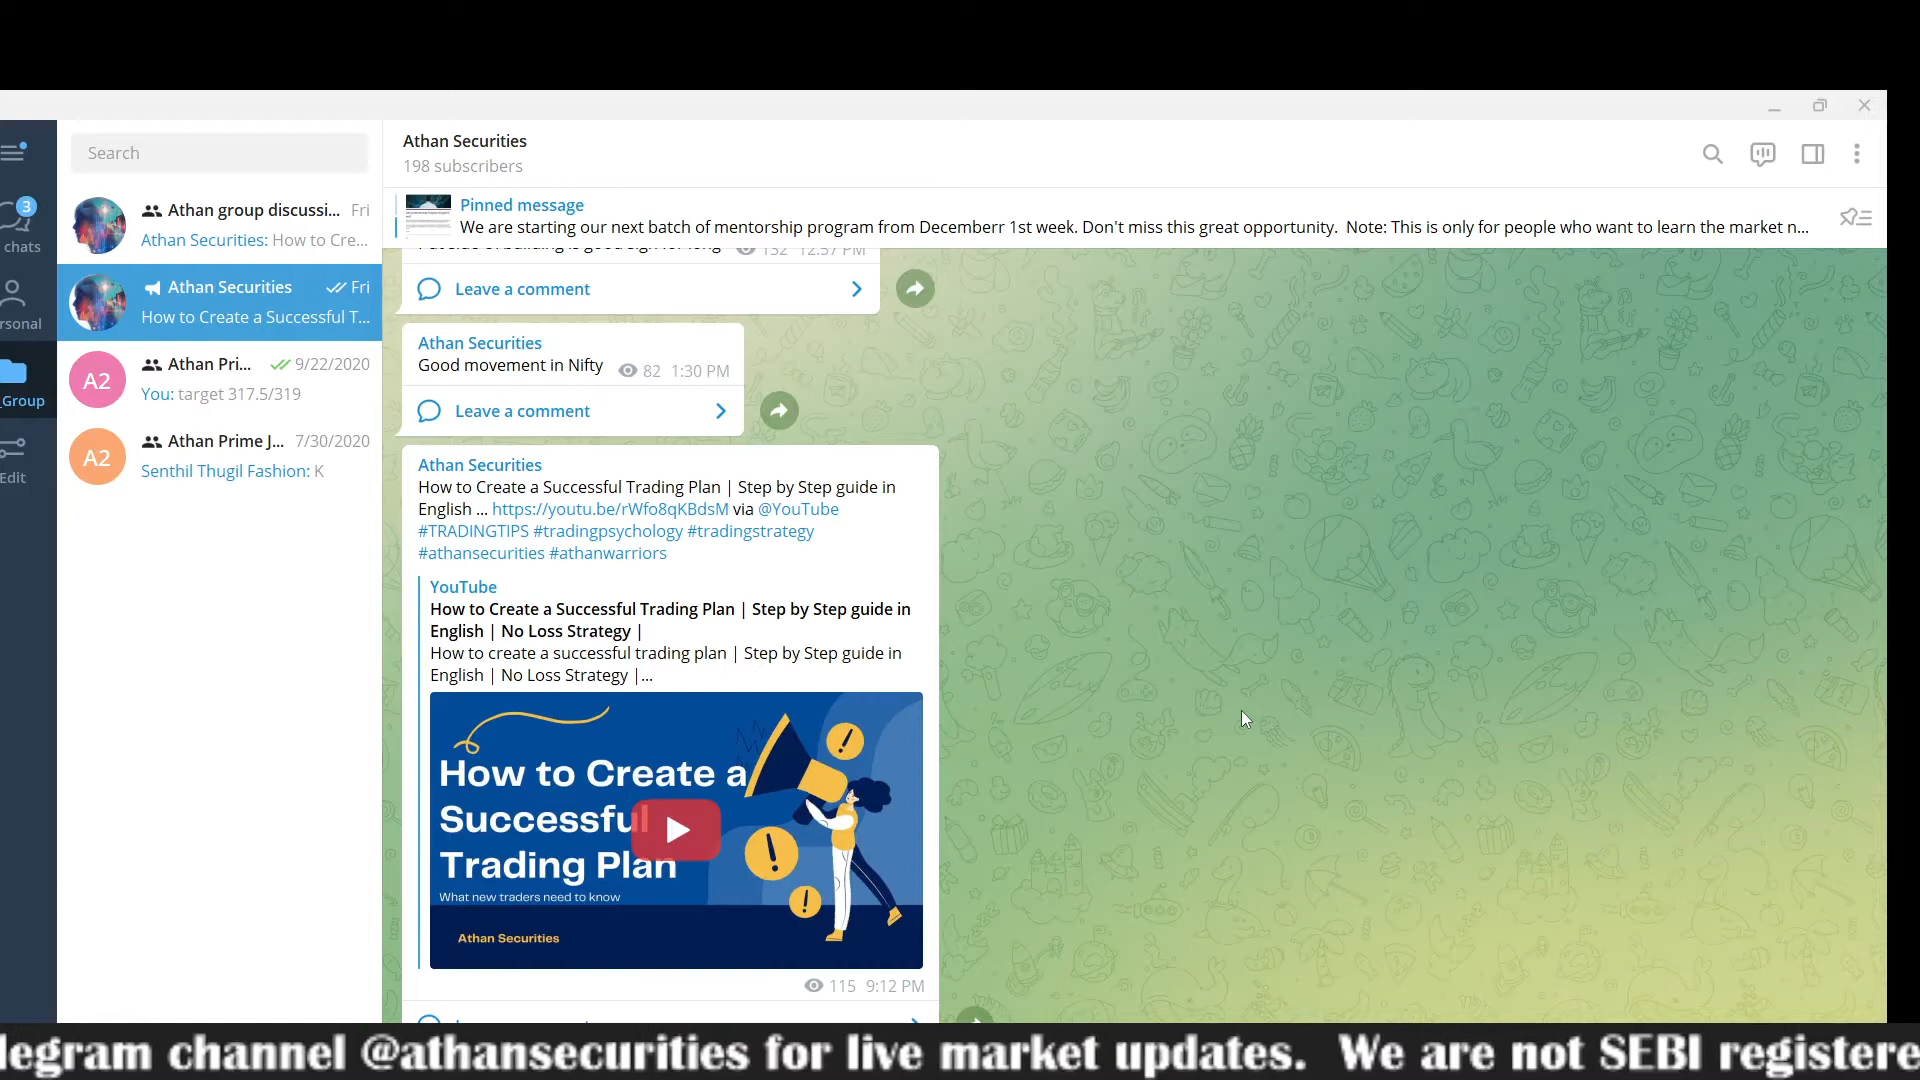 Search
Athan group discussi... Fri
Athan Securities: How to Cre...
Athan Securities Fri
How to Create a Successful T...
A2
Athan Pri... 9/22/2020
You: target 317.5/319
A2
Athan Prime J... 7/30/2020
Senthil Thugil Fashion: K
3
chats
rsonal
_Group
Edit
Athan Securities
198 subscribers
Pinned message
We are starting our next batch of mentorship program from Decemberr 1st week. Don't miss this great opportunity. Note: This is only for people who want to learn the market n...
132 12:57 PM
Leave a comment
Athan Securities
Good movement in Nifty 82 1:30 PM
Leave a comment
Athan Securities
How to Create a Successful Trading Plan | Step by Step guide in
English ... https://youtu.be/rWfo8qKBdsM via @YouTube
#TRADINGTIPS #tradingpsychology #tradingstrategy
#athansecurities #athanwarriors
YouTube
How to Create a Successful Trading Plan | Step by Step guide in
English | No Loss Strategy |
How to create a successful trading plan | Step by Step guide in
English | No Loss Strategy |...
How to Create a
Successful
Trading Plan
What new traders need to know
Athan Securities
115 9:12 PM
legram channel @athansecurities for live market updates. We are not SEBI registere